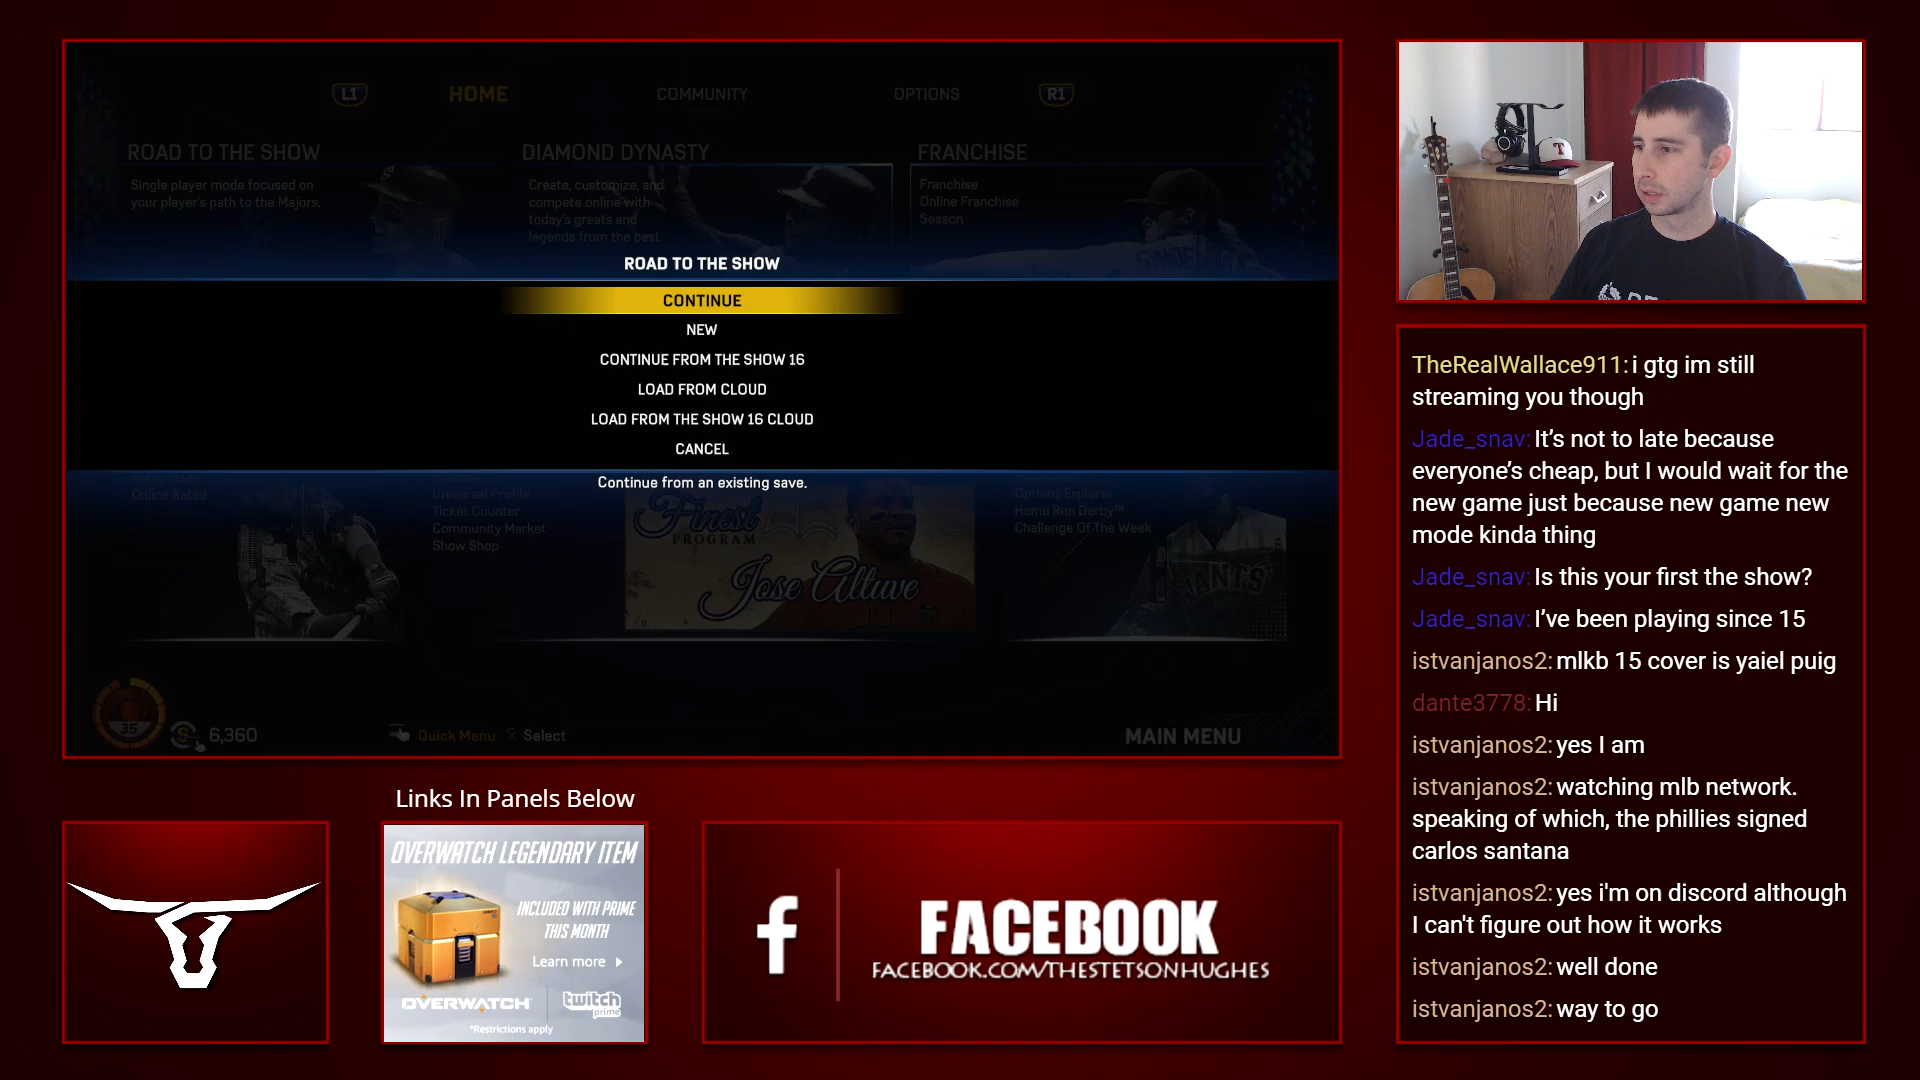 L1
HOME
COMMUNITY
OPTIONS
R1
ROAD TO THE SHOW
Single player mode focused on
your player's path to the Majors.
DIAMOND DYNASTY
Create, customize, and
compete online with
today's greats and
legends from the past.
FRANCHISE
Franchise
Online Franchise
Season
ROAD TO THE SHOW
CONTINUE
NEW
CONTINUE FROM THE SHOW 16
LOAD FROM CLOUD
LOAD FROM THE SHOW 16 CLOUD
CANCEL
Continue from an existing save.
Online Rated
Universal Profile
Ticket Counter
Community Market
Show Shop
Finest
PROGRAM
Jose Altuve
Options Explorer
Home Run Derby™
Challenge Of The Week
GIANTS
35
S
6,360
Quick Menu
Select
MAIN MENU
T
TheRealWallace911: i gtg im still
streaming you though
Jade_snav: It’s not to late because
everyone’s cheap, but I would wait for the
new game just because new game new
mode kinda thing
Jade_snav: Is this your first the show?
Jade_snav: I’ve been playing since 15
istvanjanos2: mlkb 15 cover is yaiel puig
dante3778: Hi
istvanjanos2: yes I am
istvanjanos2: watching mlb network.
speaking of which, the phillies signed
carlos santana
istvanjanos2: yes i'm on discord although
I can't figure out how it works
istvanjanos2: well done
istvanjanos2: way to go
Links In Panels Below
OVERWATCH LEGENDARY ITEM
INCLUDED WITH PRIME
THIS MONTH
Learn more
OVERWATCH
twitch
prime
*Restrictions apply
f
FACEBOOK
FACEBOOK.COM/THESTETSONHUGHES